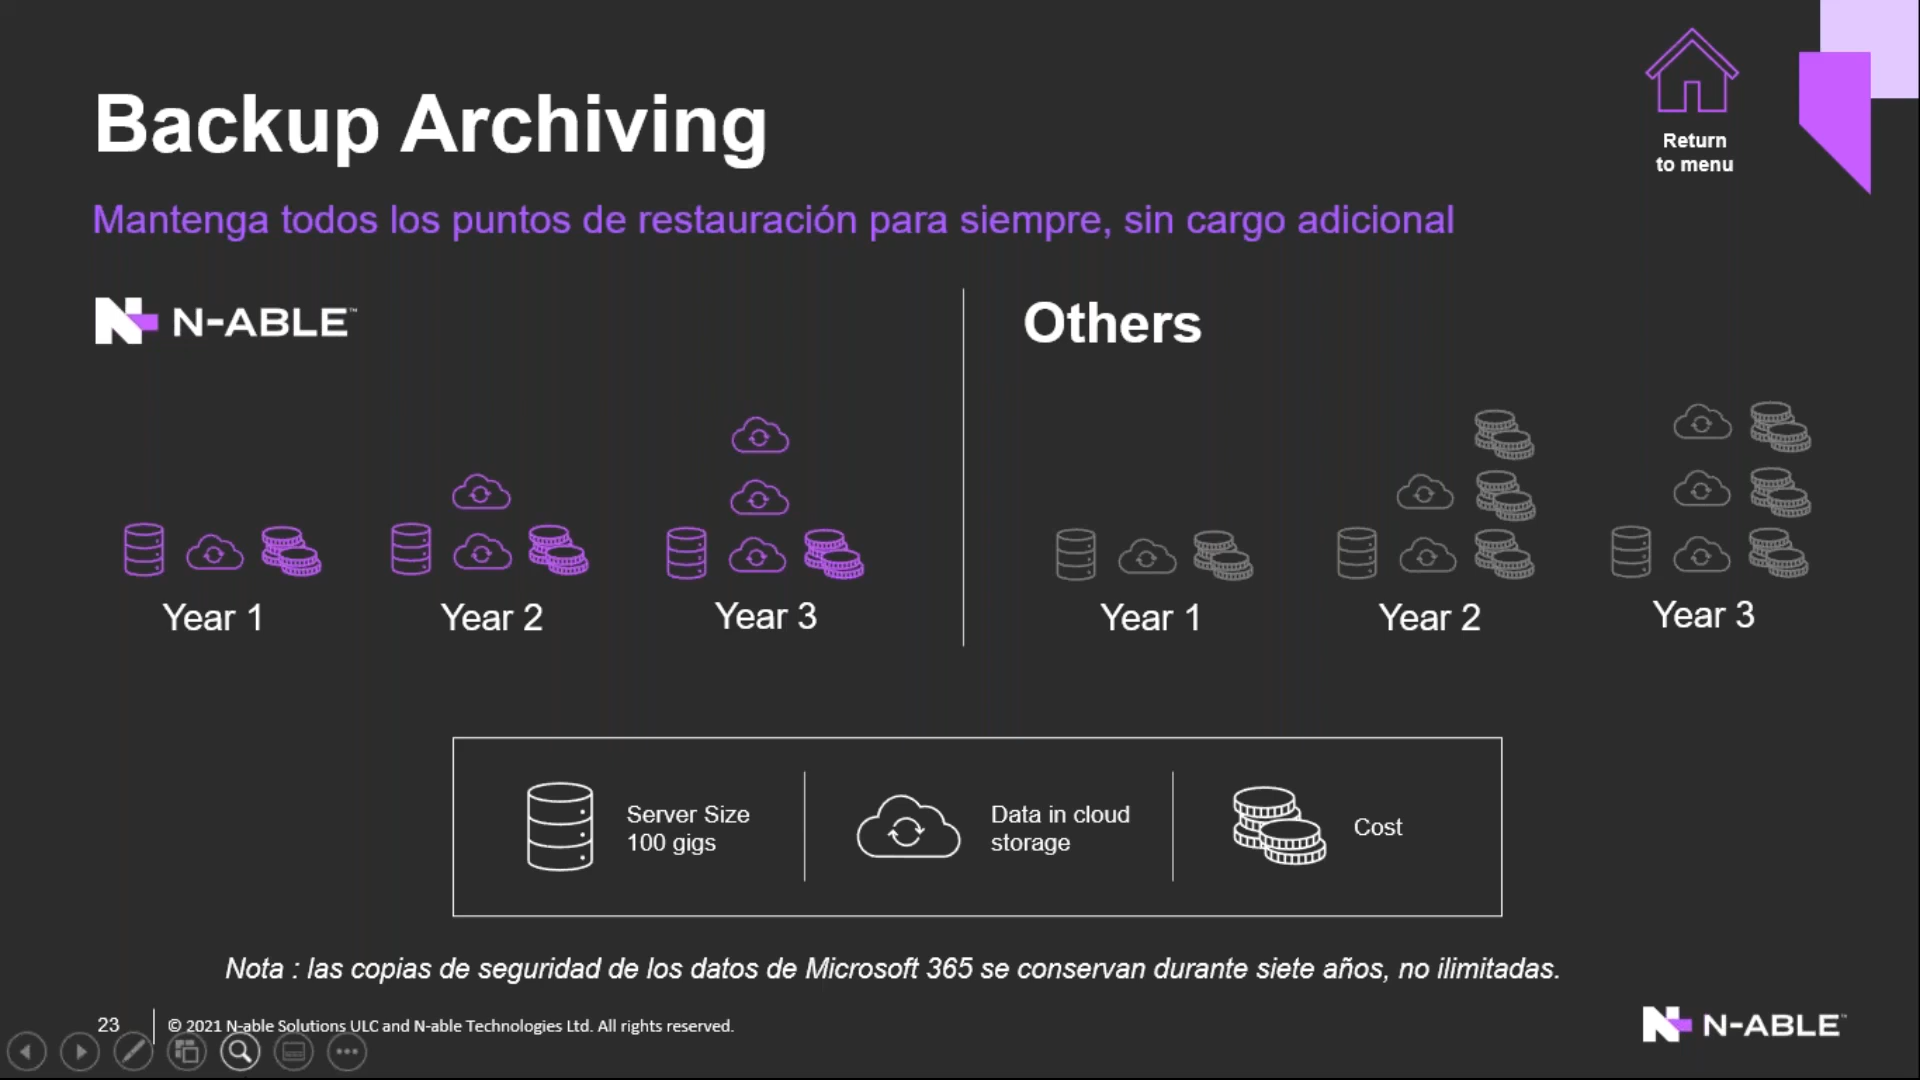 Backup Archiving
Return
to menu
Mantenga todos los puntos de restauración para siempre, sin cargo adicional
N-ABLE™
Others
Year 1
Year 2
Year 3
Year 1
Year 2
Year 3
Server Size
100 gigs
Data in cloud
storage
Cost
Nota : las copias de seguridad de los datos de Microsoft 365 se conservan durante siete años, no ilimitadas.
23
© 2021 N-able Solutions ULC and N-able Technologies Ltd. All rights reserved.
N-ABLE™